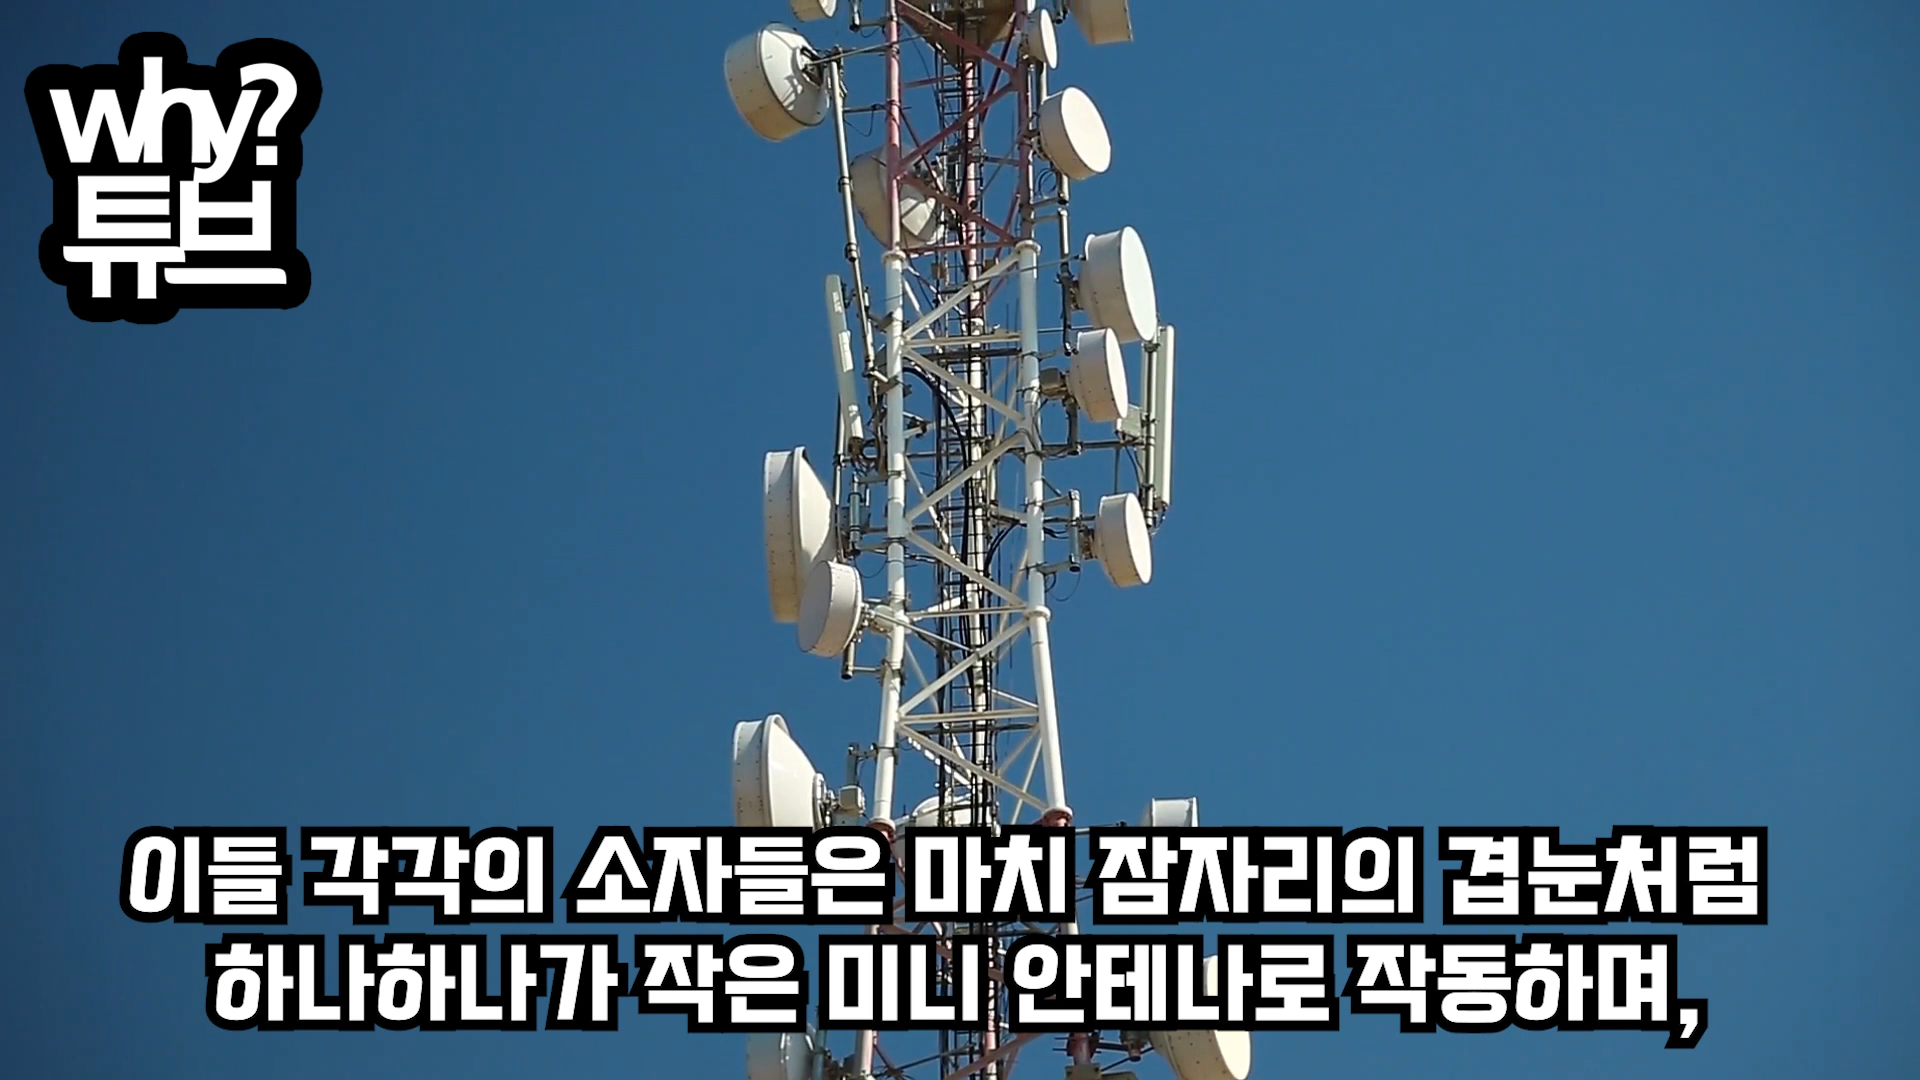 why?
튜브
이들 각각의 소자들은 마치 잠자리의 겹눈처럼
하나하나가 작은 미니 안테나로 작동하며,